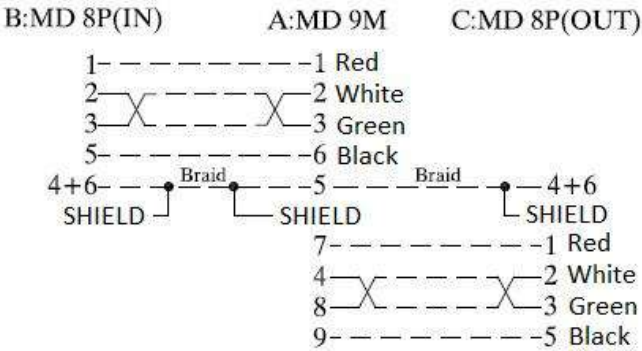 B:MD 8P(IN) A:MD 9M C:MD 8P(OUT)
1 1 Red
2 2 White
3 3 Green
5 6 Black
4+6 Braid 5 Braid 4+6
SHIELD SHIELD SHIELD
7 1 Red
4 2 White
8 3 Green
9 5 Black